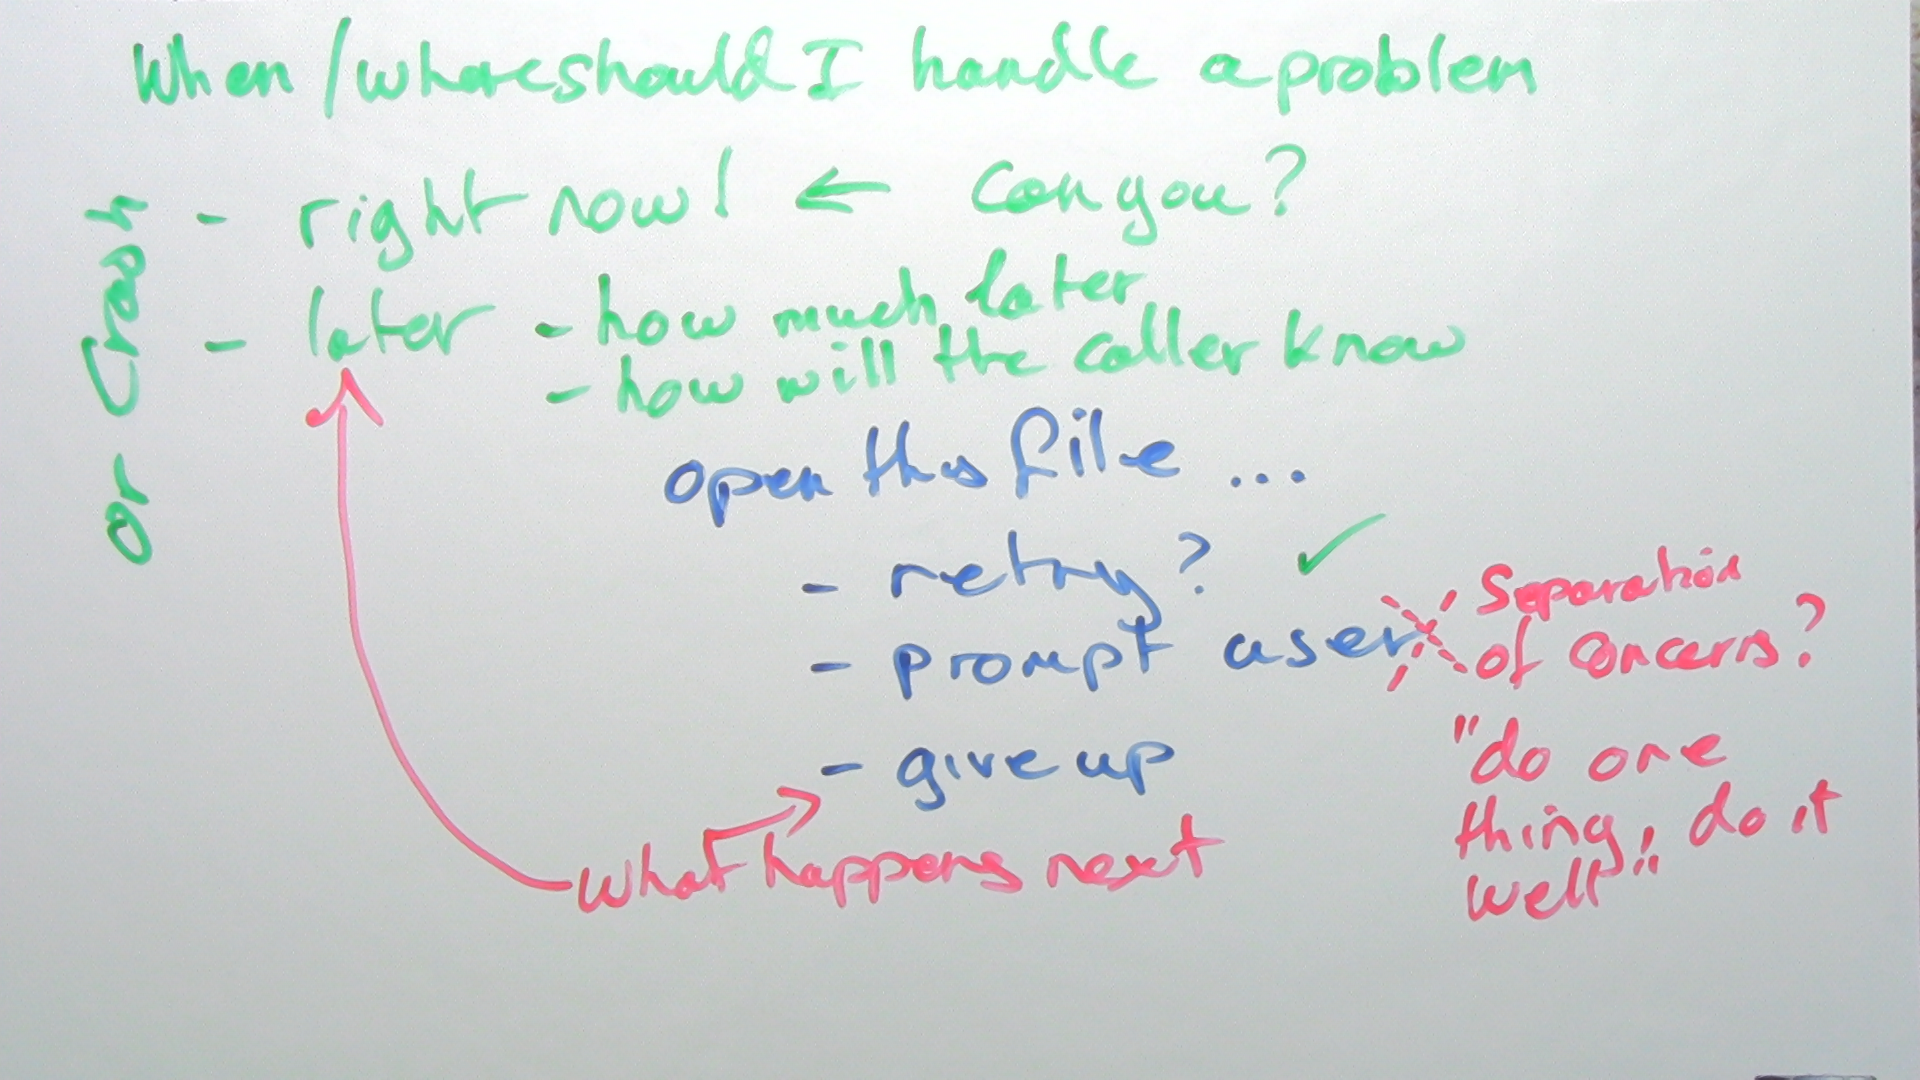 When / where should I handle a problem
or Crash
- right now! ← Can you?
- later - how much later
- how will the caller know
open this file ...
- retry? ✓
- prompt user
Separation
of Concerns?
- give up
"do one
thing, do it
well"
What happens next